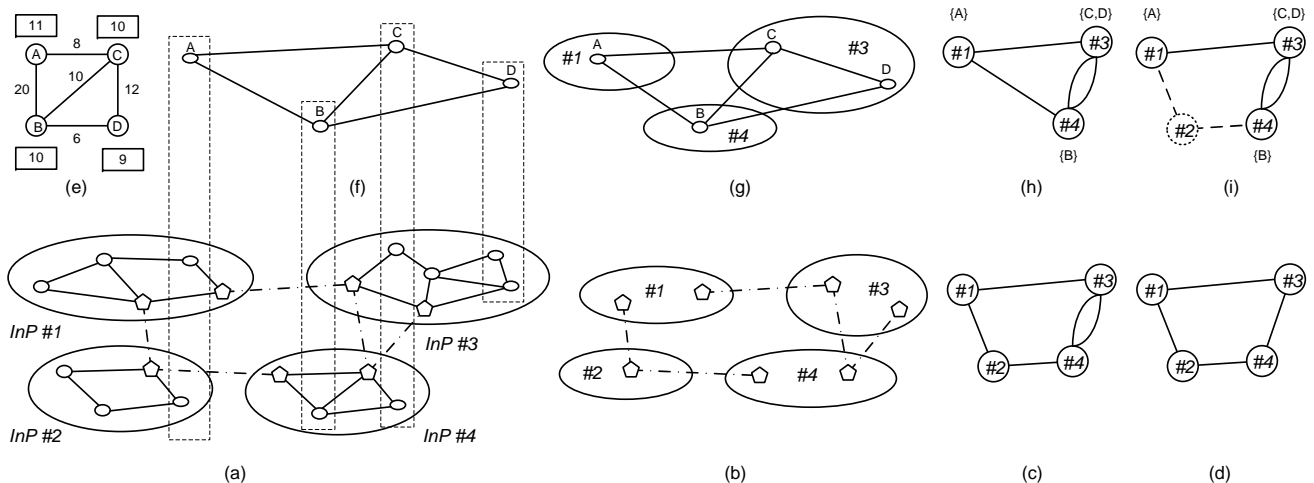 11
10
A
8
C
20
10
12
B
6
D
10
9
(e)
A
C
D
B
(f)
#1
A
C
#3
D
B
#4
(g)
{A}
{C,D}
#1
#3
#4
{B}
(h)
{A}
{C,D}
#1
#3
#2
#4
{B}
(i)
InP #1
InP #3
InP #2
InP #4
(a)
#1
#3
#2
#4
(b)
#1
#3
#2
#4
(c)
#1
#3
#2
#4
(d)